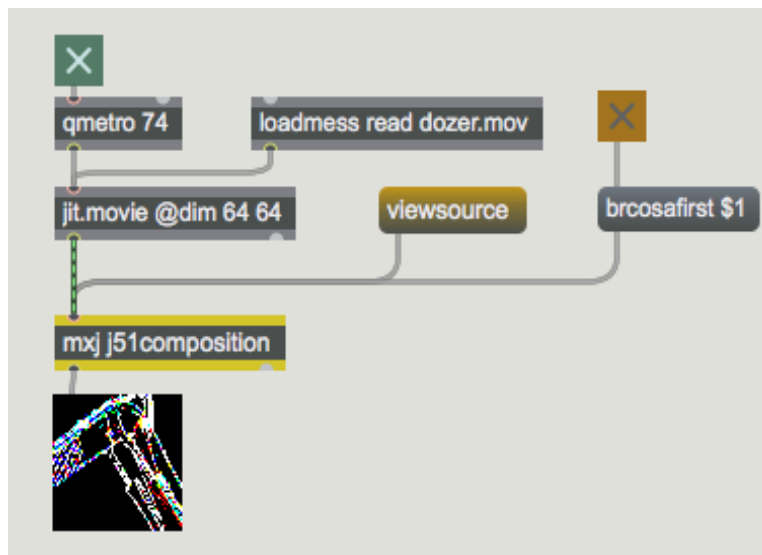 qmetro 74
loadmess read dozer.mov
jit.movie @dim 64 64
viewsource
brcosafirst $1
mxj j51composition